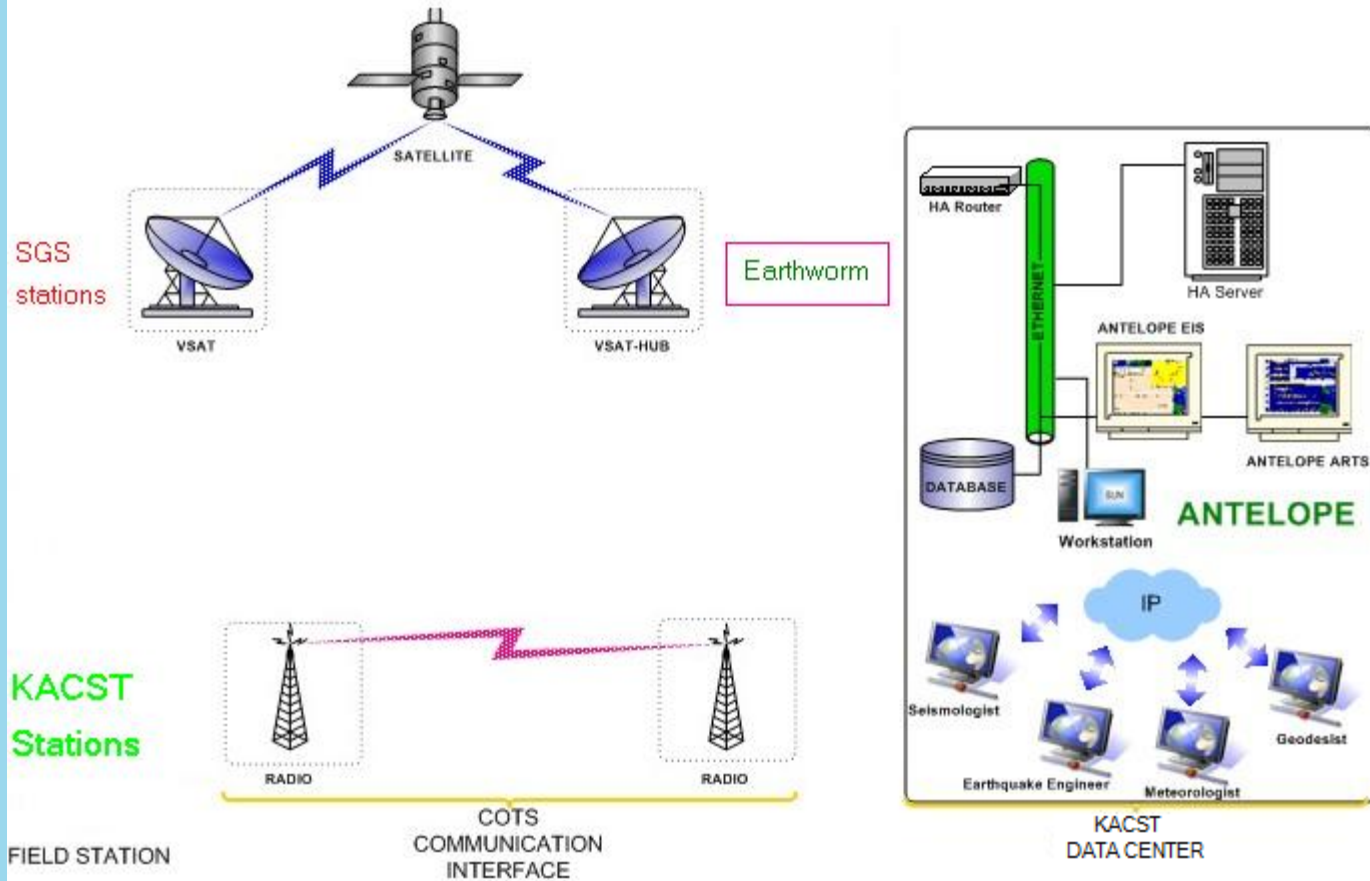 SATELLITE
SGS
stations
VSAT
VSAT-HUB
Earthworm
HA Router
ETHERNET
HA Server
ANTELOPE EIS
ANTELOPE ARTS
DATABASE
SUN
Workstation
ANTELOPE
IP
Seismologist
Earthquake Engineer
Meteorologist
Geodesist
KACST
Stations
RADIO
RADIO
FIELD STATION
COTS
COMMUNICATION
INTERFACE
KACST
DATA CENTER